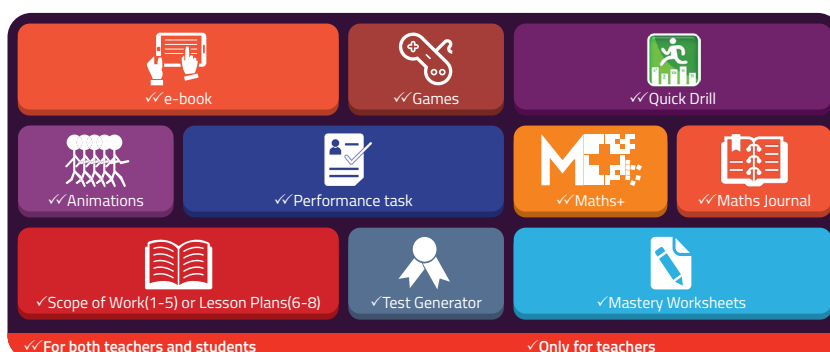 ✓✓e-book
✓✓Games
✓✓Quick Drill
✓✓Animations
✓✓Performance task
✓✓Maths+
✓✓Maths Journal
✓Scope of Work(1-5) or Lesson Plans(6-8)
✓Test Generator
✓Mastery Worksheets
✓✓For both teachers and students
✓Only for teachers